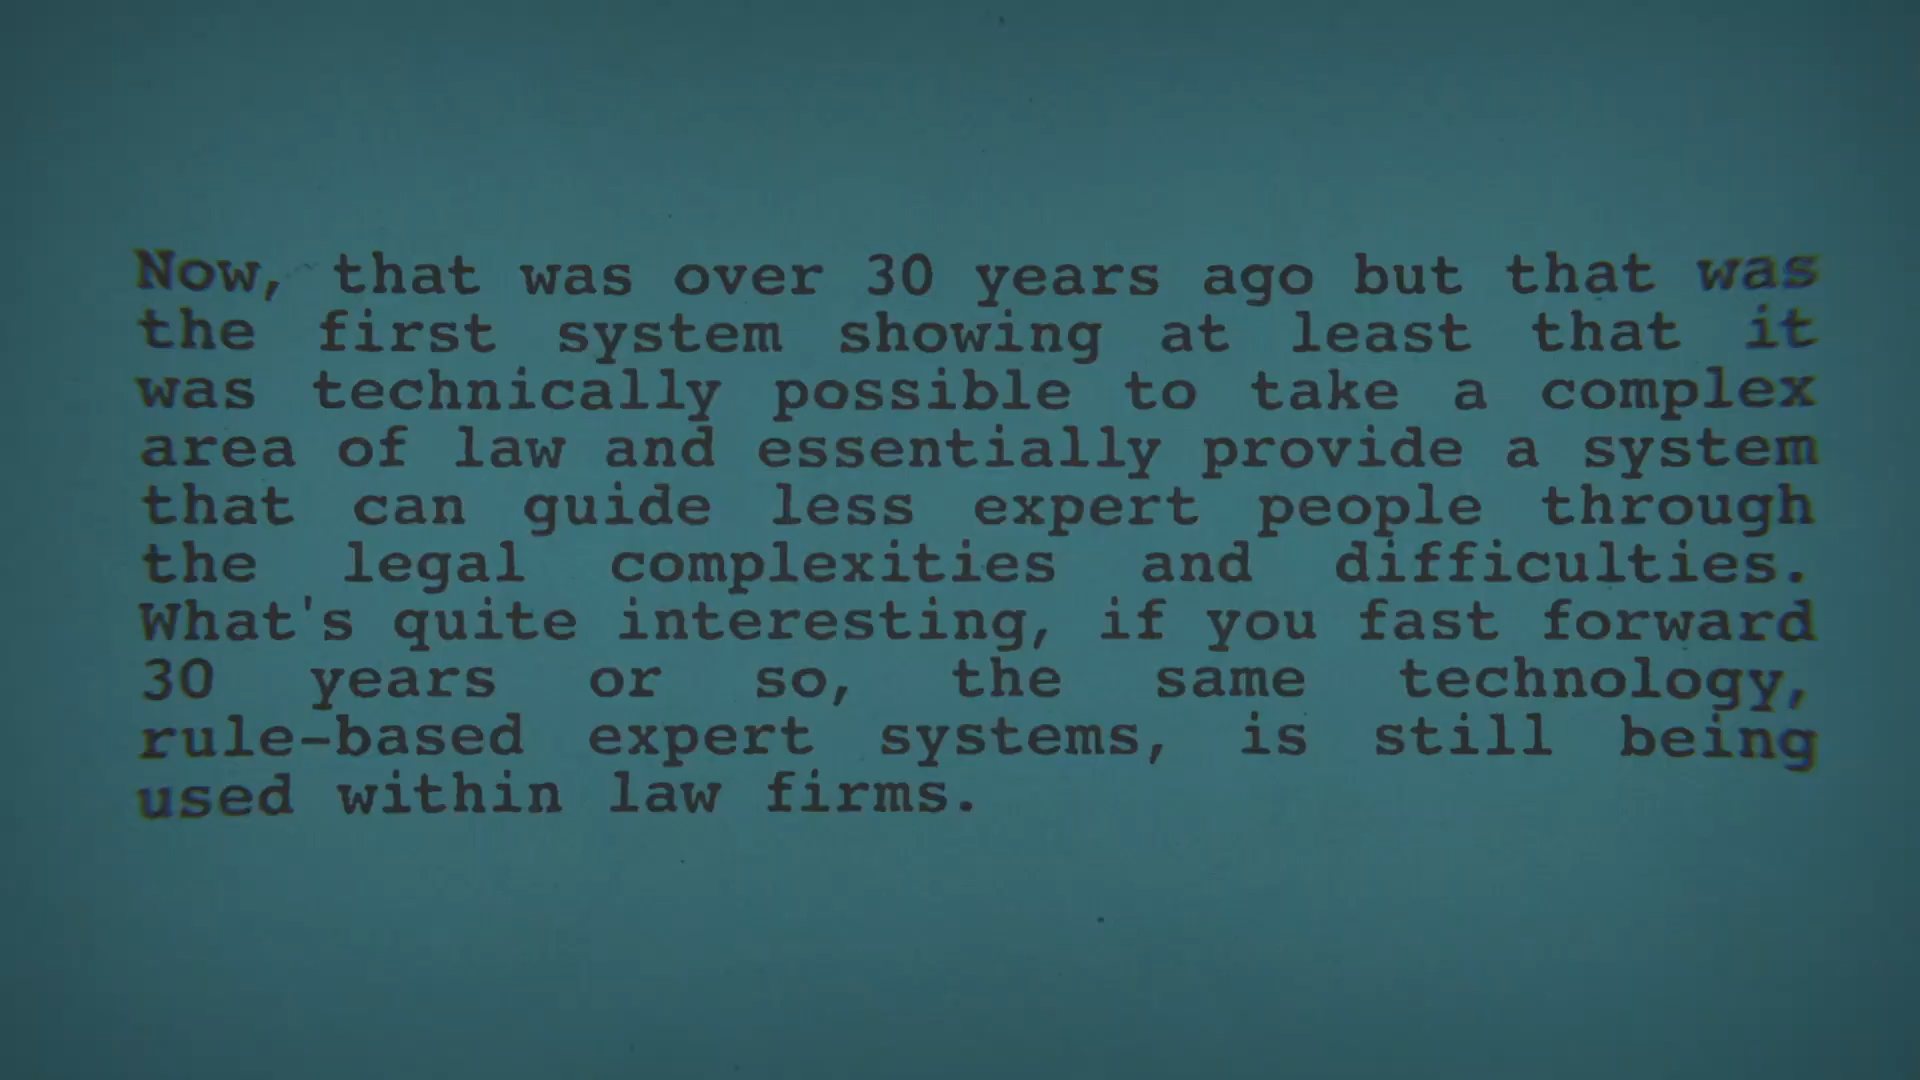 Now, that was over 30 years ago but that was
the first system showing at least that it
was technically possible to take a complex
area of law and essentially provide a system
that can guide less expert people through
the legal complexities and difficulties.
What's quite interesting, if you fast forward
30 years or so, the same technology,
rule-based expert systems, is still being
used within law firms.